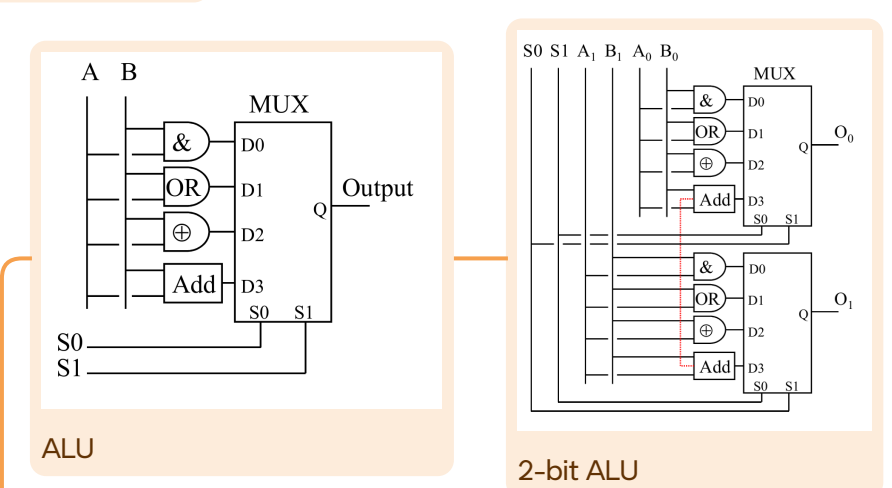 A B
MUX
& D0
OR D1
Q Output
⊕ D2
Add D3
S0 S1
S0
S1
ALU
S0 S1 A₁ B₁ A₀ B₀
MUX
& D0
OR D1
Q O₀
⊕ D2
Add D3
S0 S1
& D0
OR D1
Q O₁
⊕ D2
Add D3
S0 S1
2-bit ALU